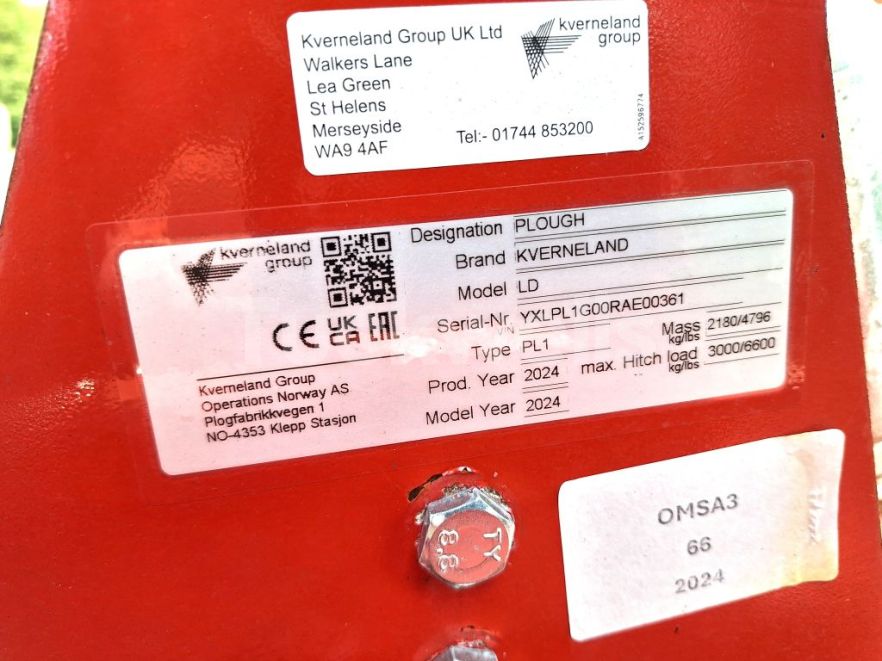 Kverneland Group UK Ltd
Walkers Lane
Lea Green
St Helens
Merseyside
WA9 4AF
Tel:- 01744 853200
kverneland
group
A152596774
kverneland
group
CE UK CA EAC
Kverneland Group
Operations Norway AS
Plogfabrikkvegen 1
NO-4353 Klepp Stasjon
Designation PLOUGH
Brand KVERNELAND
Model LD
Serial-Nr. YXLPL1G00RAE00361
VIN
Type PL1
Mass kg/lbs 2180/4796
Prod. Year 2024
max. Hitch load kg/lbs 3000/6600
Model Year 2024
TY
8.8
OMSA3
66
2024